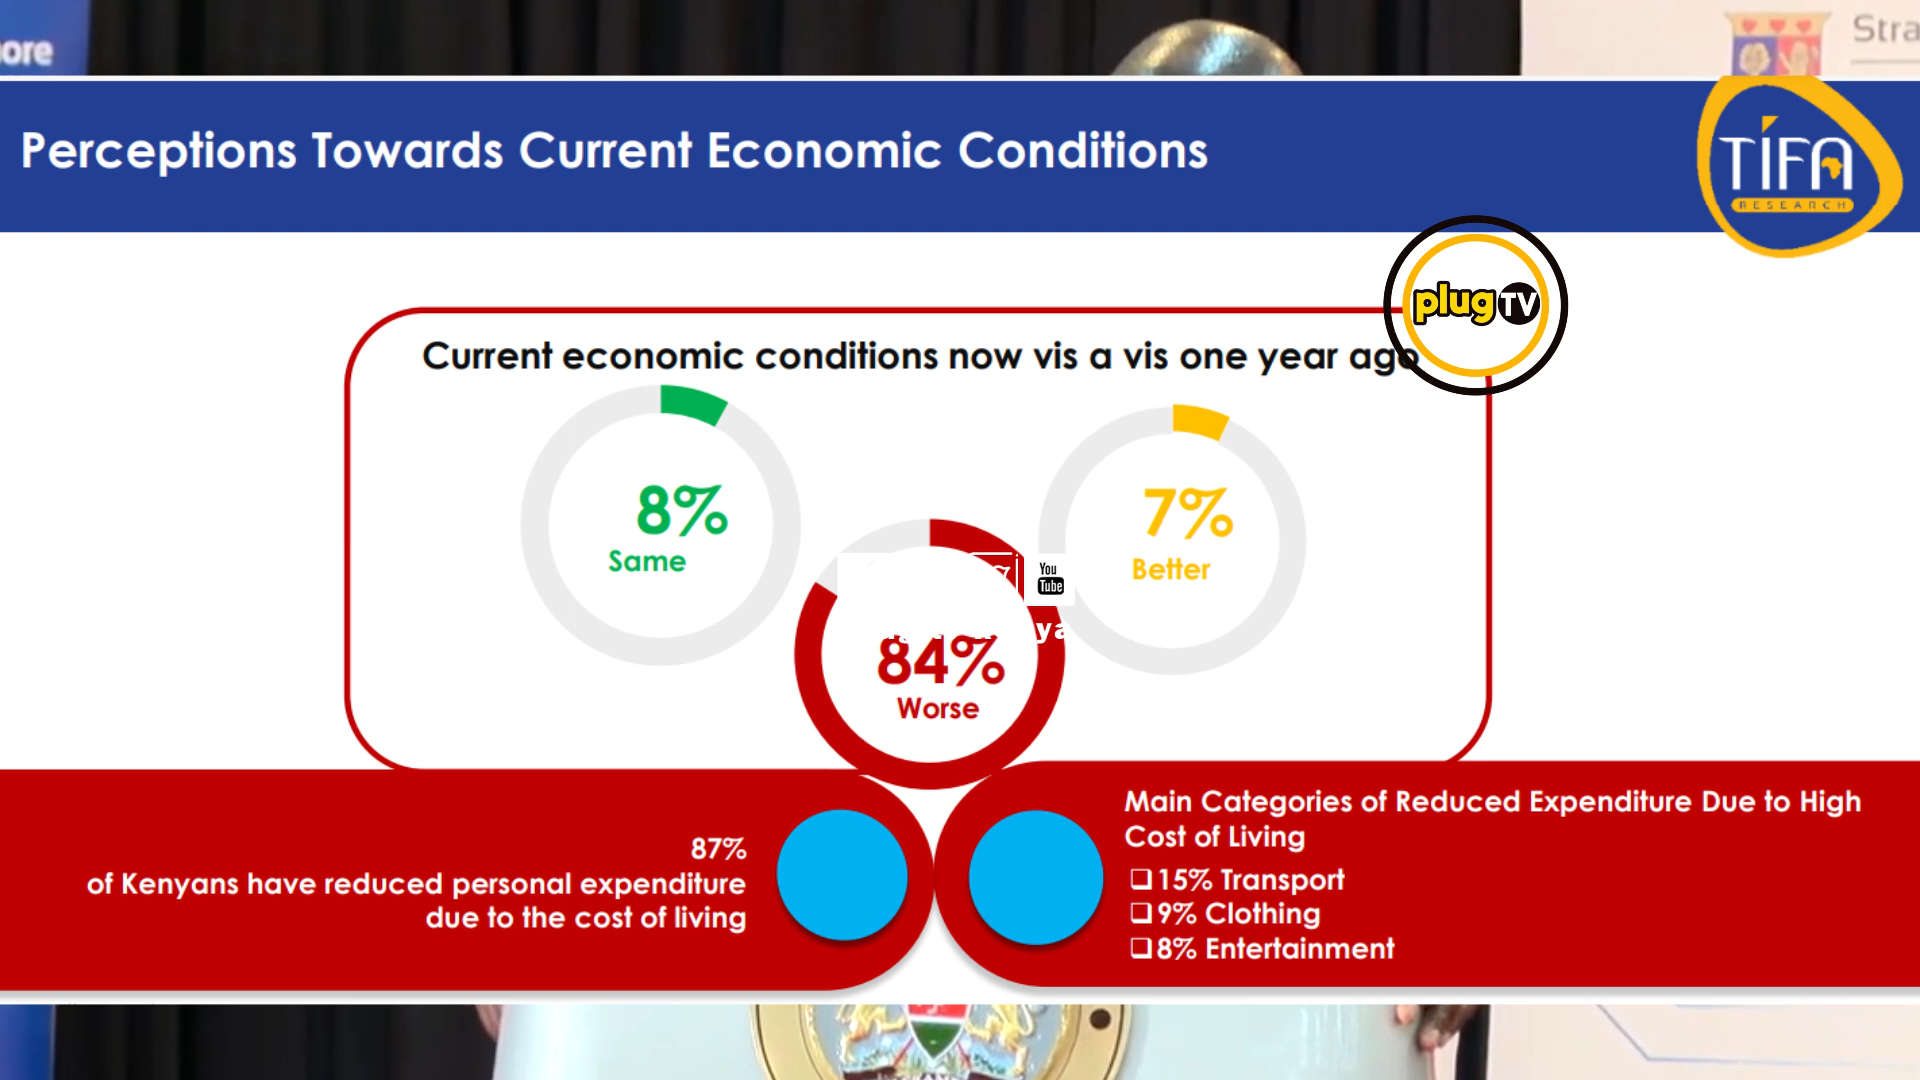 ore
Stra
Perceptions Towards Current Economic Conditions
TIFA
RESEARCH
plug TV
Current economic conditions now vis a vis one year ago
8%
Same
7%
Better
You
Tube
84%
Worse
87%
of Kenyans have reduced personal expenditure
due to the cost of living
Main Categories of Reduced Expenditure Due to High
Cost of Living
❑15% Transport
❑9% Clothing
❑8% Entertainment